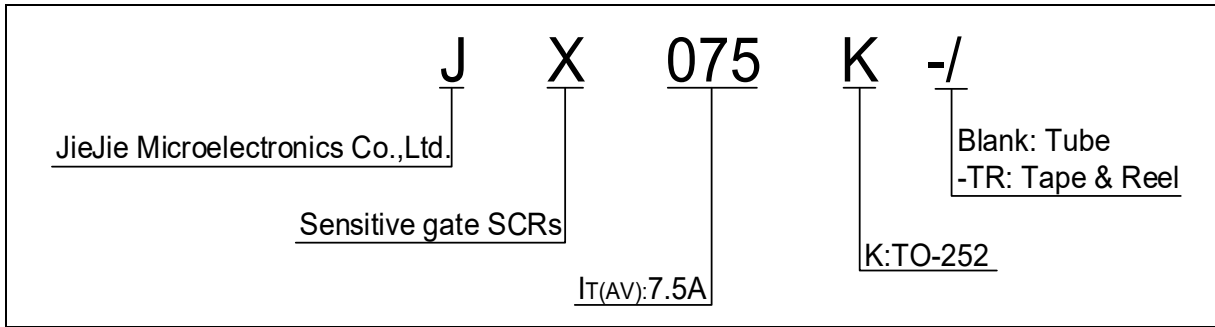 J X 075 K -/
JieJie Microelectronics Co.,Ltd.
Blank: Tube
-TR: Tape & Reel
Sensitive gate SCRs
K:TO-252
IT(AV):7.5A